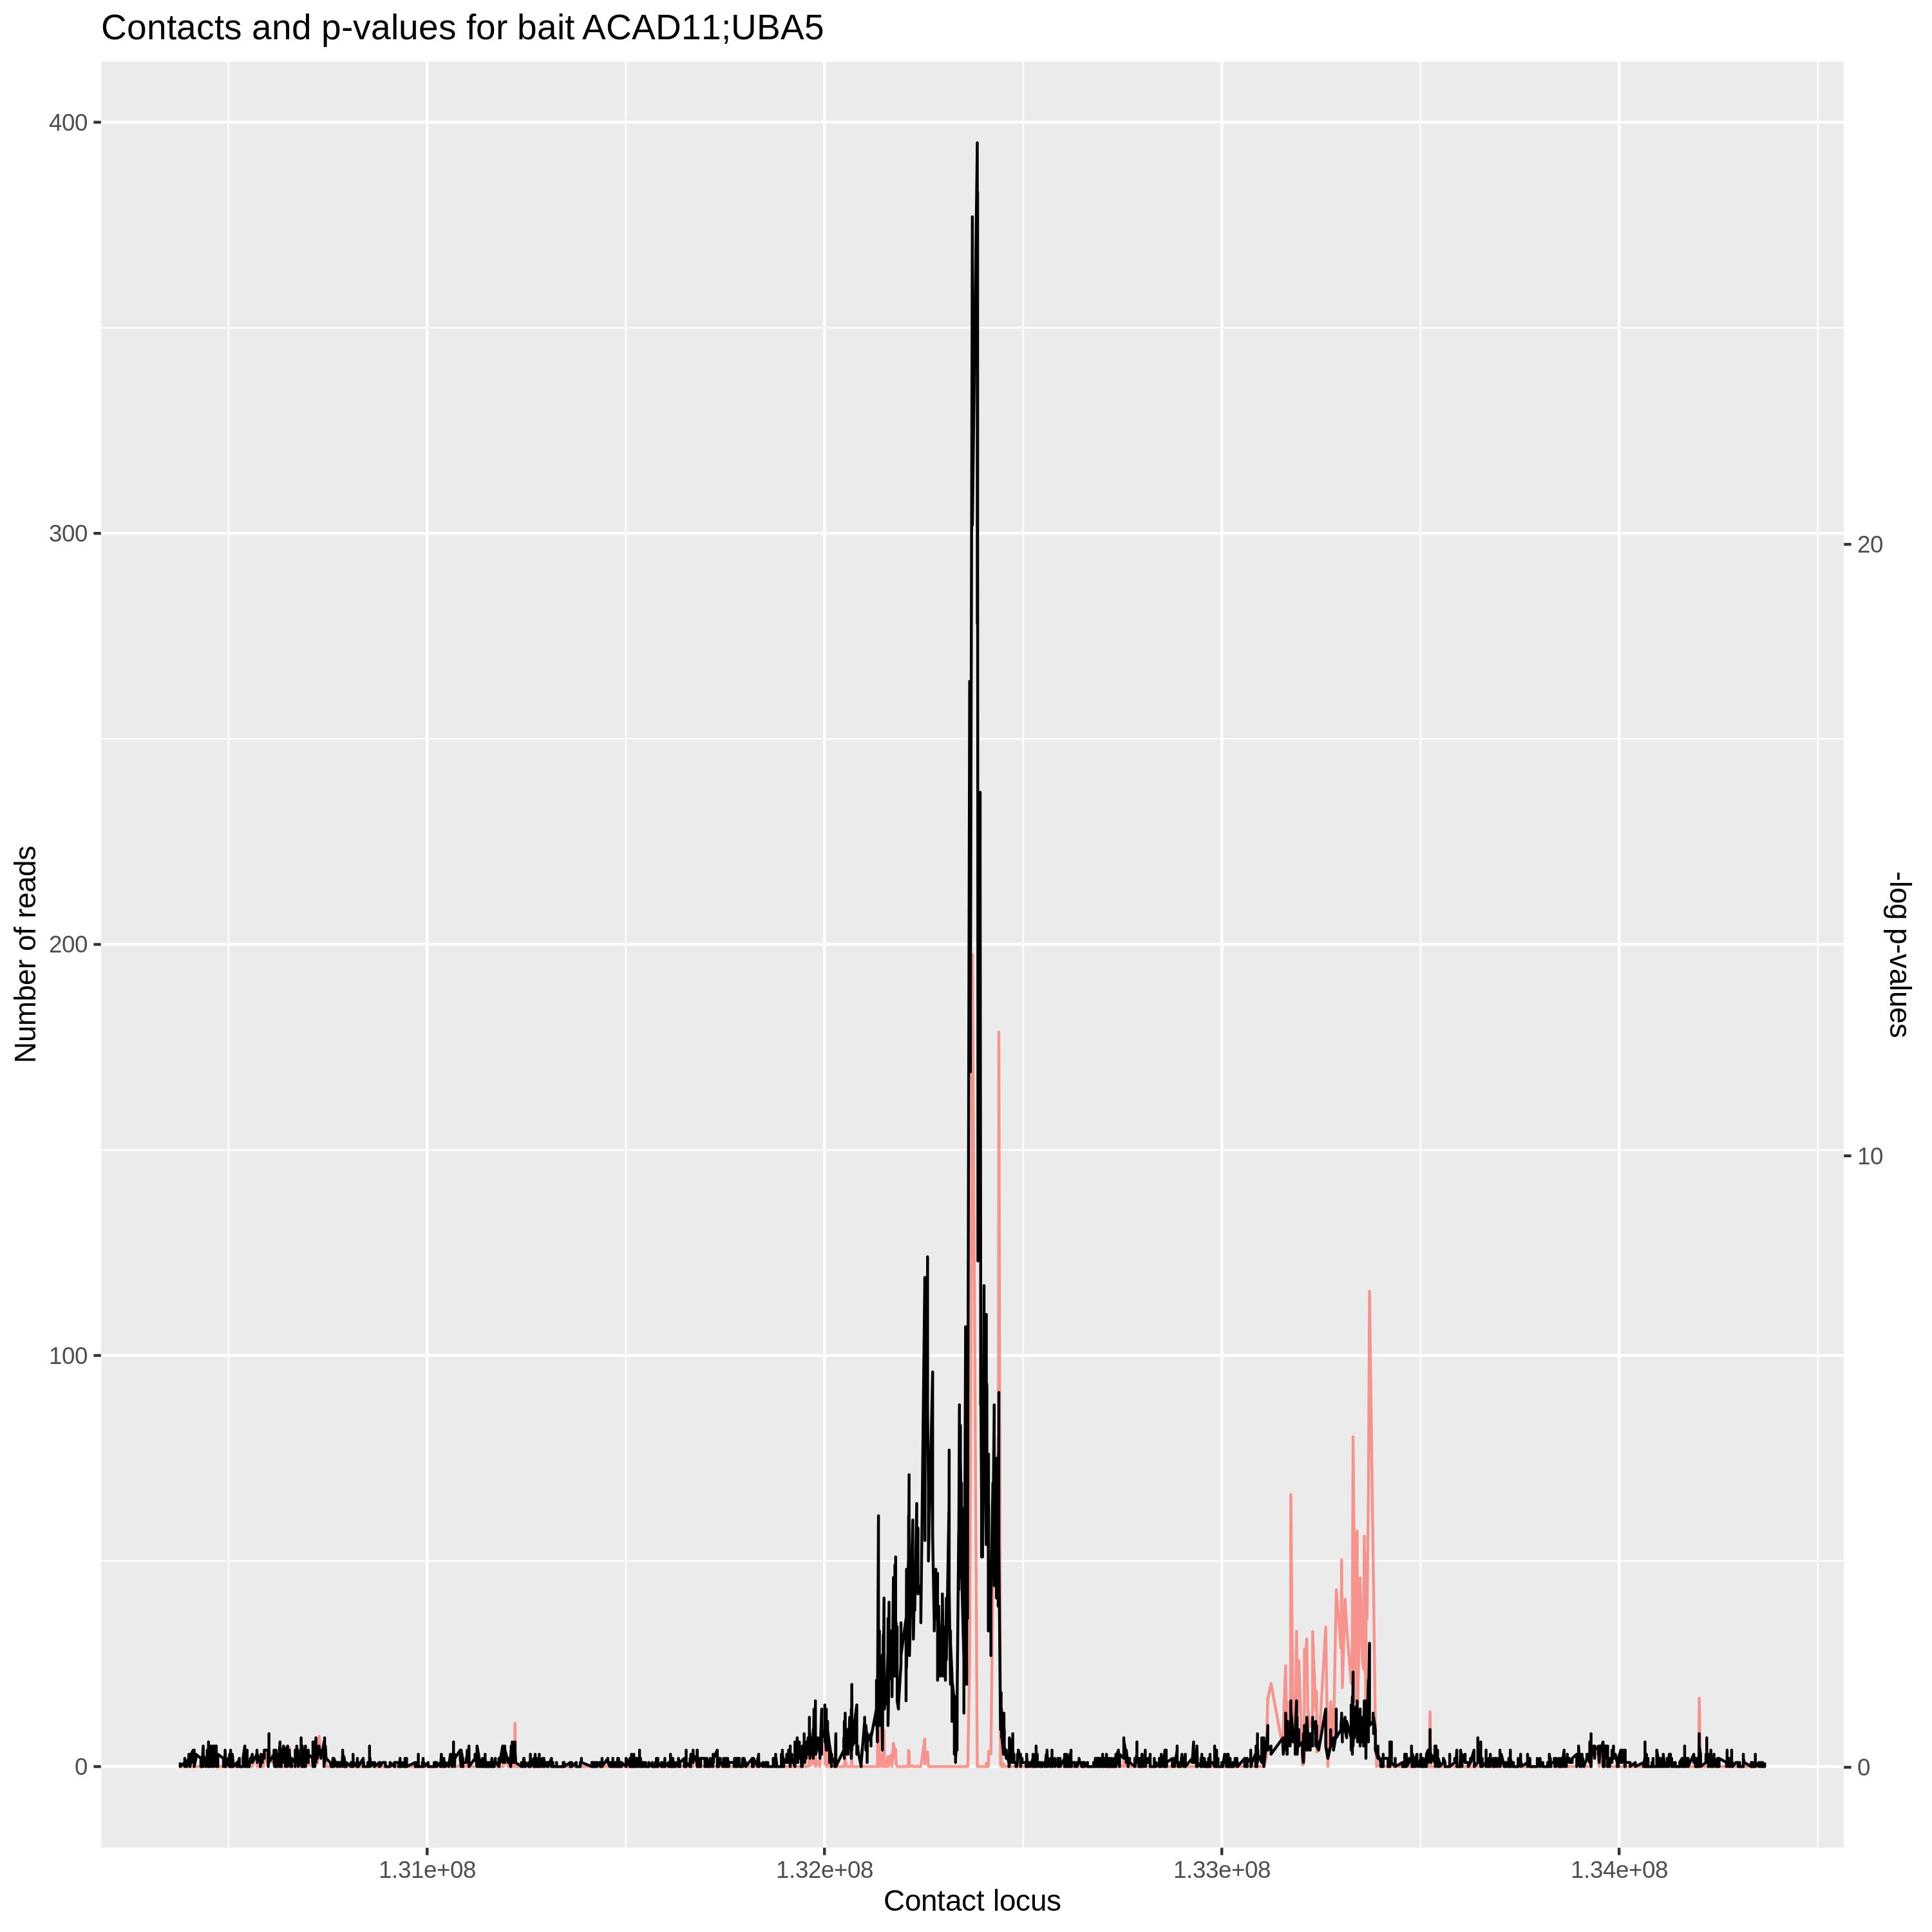 Contacts and p-values for bait ACAD11;UBA5
400
300
200
100
0
20
10
0
Number of reads
-log p-values
1.31e+08
1.32e+08
1.33e+08
1.34e+08
Contact locus